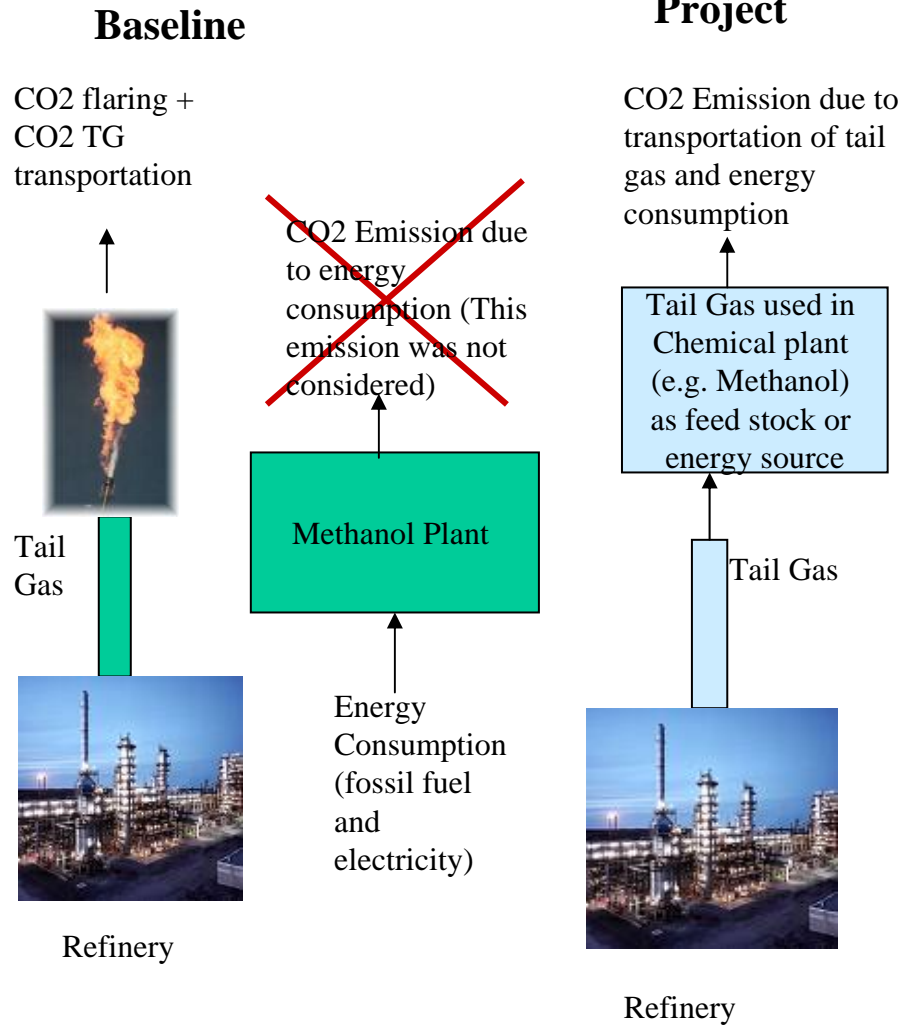 Baseline
Project
CO2 flaring +
CO2 TG
transportation
CO2 Emission due
to energy
consumption (This
emission was not
considered)
CO2 Emission due to
transportation of tail
gas and energy
consumption
Tail Gas used in
Chemical plant
(e.g. Methanol)
as feed stock or
energy source
Methanol Plant
Tail
Gas
Tail Gas
Energy
Consumption
(fossil fuel
and
electricity)
Refinery
Refinery